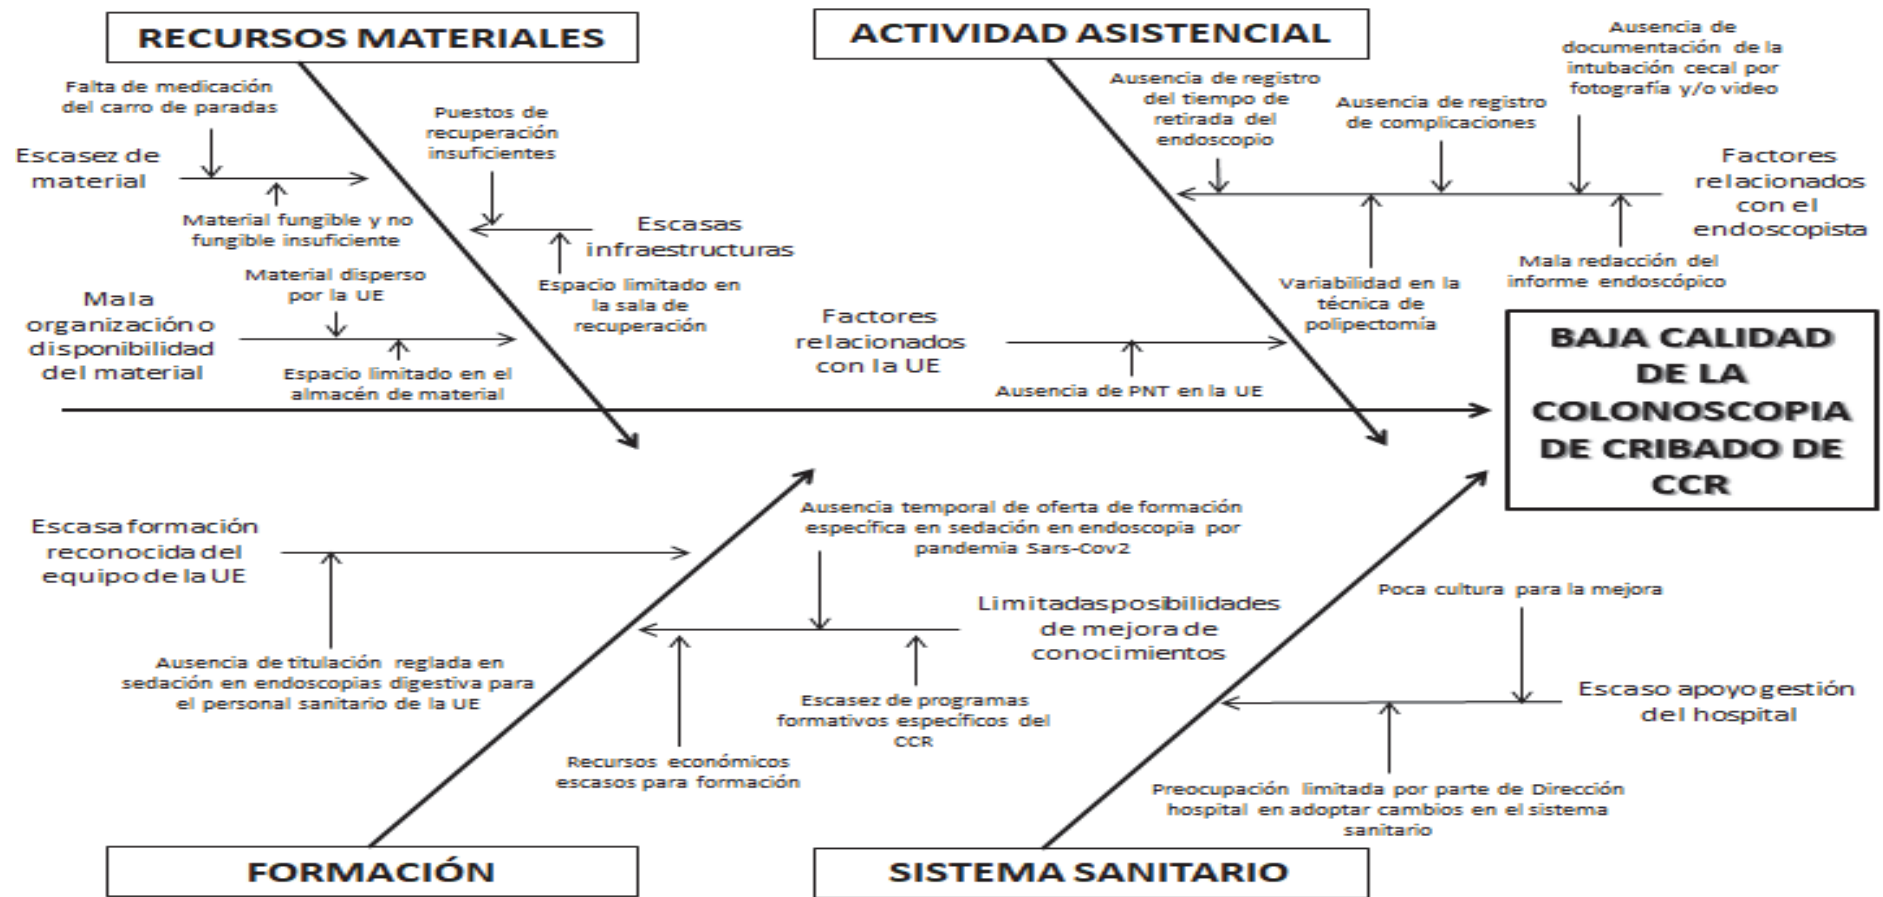 RECURSOS MATERIALES
Falta de medicación
del carro de paradas
Escasez de
material
Material fungible y no
fungible insuficiente
Puestos de
recuperación
insuficientes
Escasas
infraestructuras
Espacio limitado en
la sala de
recuperación
Mala
organización o
disponibilidad
del material
Material disperso
por la UE
Espacio limitado en el
almacén de material
ACTIVIDAD ASISTENCIAL
Ausencia de registro
del tiempo de
retirada del
endoscopio
Ausencia de registro
de complicaciones
Ausencia de
documentación de la
intubación cecal por
fotografía y/o video
Factores
relacionados
con el
endoscopista
Variabilidad en la
técnica de
polipectomía
Mala redacción del
informe endoscópico
Factores
relacionados
con la UE
Ausencia de PNT en la UE
BAJA CALIDAD
DE LA
COLONOSCOPIA
DE CRIBADO DE
CCR
Escasa formación
reconocida del
equipo de la UE
Ausencia de titulación reglada en
sedación en endoscopias digestiva para
el personal sanitario de la UE
Ausencia temporal de oferta de formación
específica en sedación en endoscopia por
pandemia Sars-Cov2
Limitadas posibilidades
de mejora de
conocimientos
Escasez de programas
formativos específicos del
CCR
Recursos económicos
escasos para formación
FORMACIÓN
Poca cultura para la mejora
Escaso apoyo gestión
del hospital
Preocupación limitada por parte de Dirección
hospital en adoptar cambios en el sistema
sanitario
SISTEMA SANITARIO